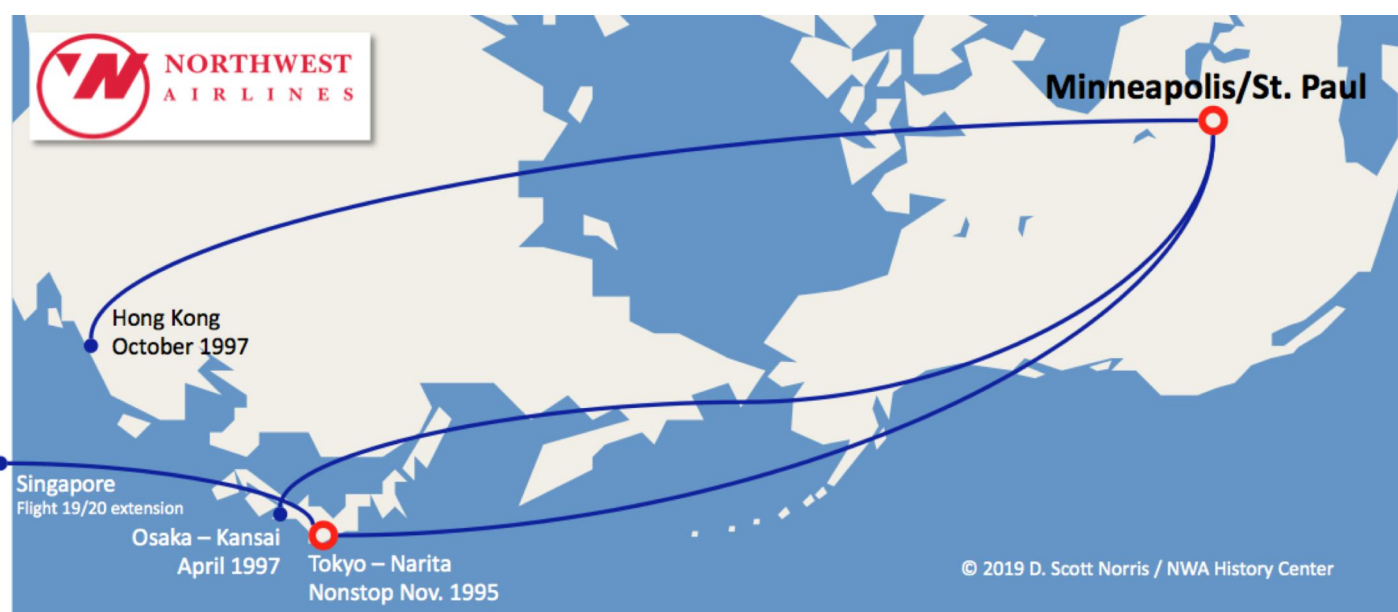 NORTHWEST
AIRLINES
Minneapolis/St. Paul
Hong Kong
October 1997
Singapore
Flight 19/20 extension
Osaka – Kansai
April 1997
Tokyo – Narita
Nonstop Nov. 1995
© 2019 D. Scott Norris / NWA History Center